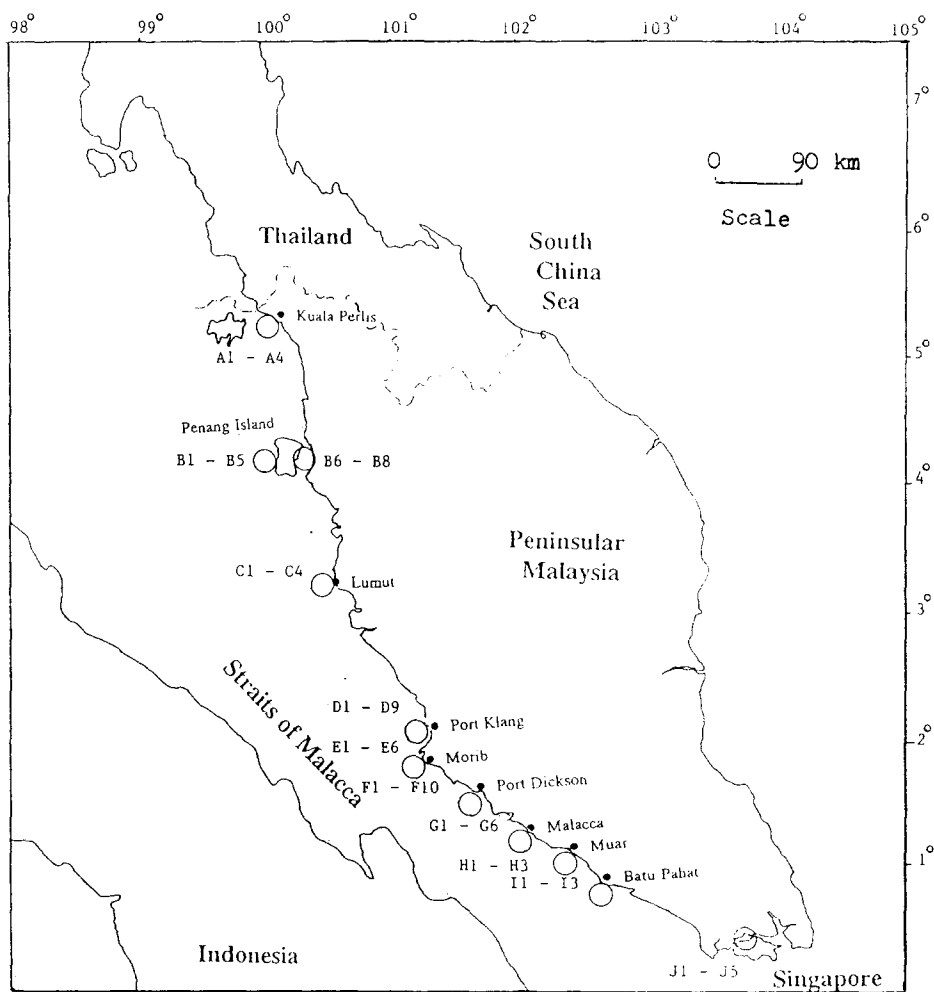 98° 99° 100° 101° 102° 103° 104° 105°
7°
0 90 km
Scale
6°
Thailand
South
China
Sea
Kuala Perlis
A1 - A4
5°
Penang Island
B1 - B5
B6 - B8
4°
Peninsular
Malaysia
C1 - C4
Lumut
3°
Straits of Malacca
D1 - D9
Port Klang
2°
E1 - E6
Morib
F1 - F10
Port Dickson
G1 - G6
Malacca
H1 - H3
Muar
1°
I1 - I3
Batu Pahat
Indonesia
J1 - J5
Singapore